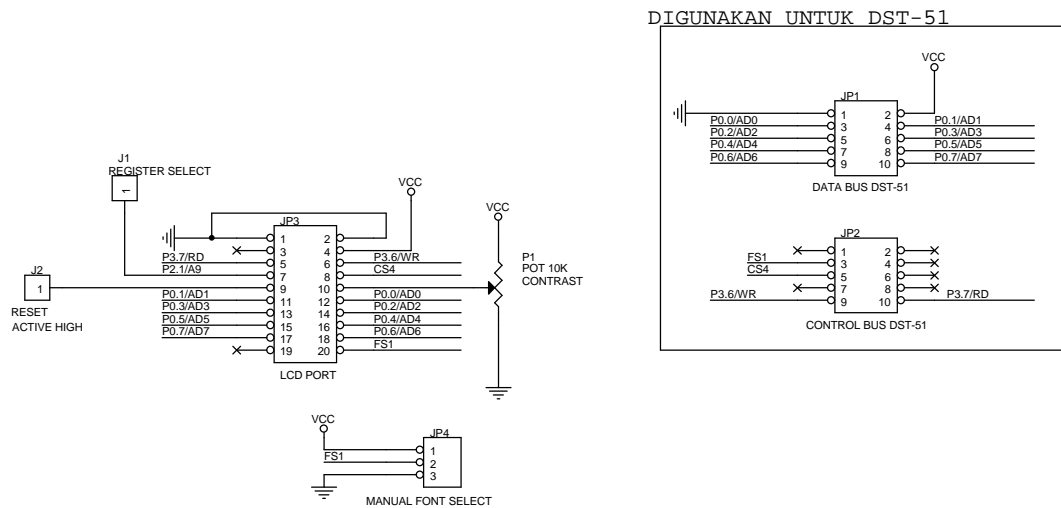 DIGUNAKAN UNTUK DST-51
VCC
JP1
1 2
P0.0/AD0 3 4 P0.1/AD1
P0.2/AD2 5 6 P0.3/AD3
P0.4/AD4 7 8 P0.5/AD5
P0.6/AD6 9 10 P0.7/AD7
DATA BUS DST-51
JP2
1 2
FS1 3 4
CS4 5 6
7 8
P3.6/WR 9 10 P3.7/RD
CONTROL BUS DST-51
J1
REGISTER SELECT
1
J2
1
RESET
ACTIVE HIGH
VCC
JP3
1 2
3 4
P3.7/RD 5 6 P3.6/WR
P2.1/A9 7 8 CS4
9 10
P0.1/AD1 11 12 P0.0/AD0
P0.3/AD3 13 14 P0.2/AD2
P0.5/AD5 15 16 P0.4/AD4
P0.7/AD7 17 18 P0.6/AD6
19 20 FS1
LCD PORT
VCC
P1
POT 10K
CONTRAST
VCC
JP4
1
FS1 2
3
MANUAL FONT SELECT